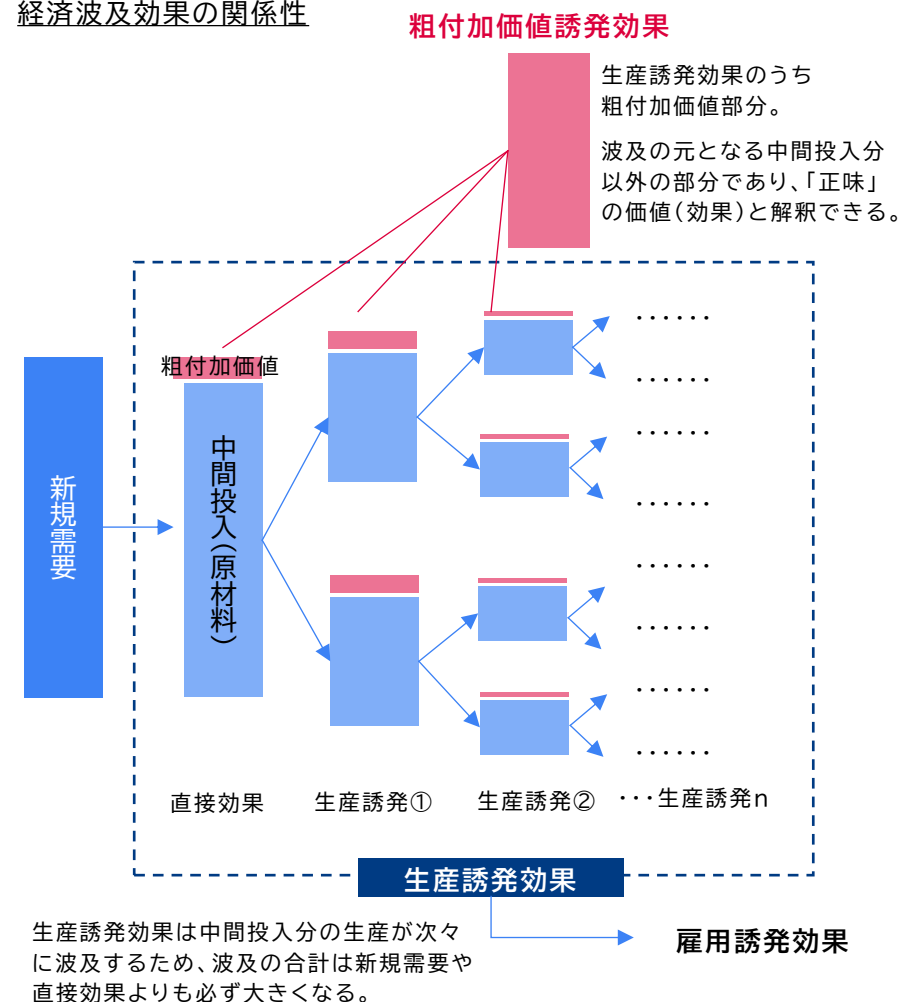 経済波及効果の関係性
粗付加価値誘発効果
生産誘発効果のうち
粗付加価値部分。
波及の元となる中間投入分
以外の部分であり、「正味」
の価値(効果)と解釈できる。
新規需要
粗付加価値
中間投入(原材料)
······
······
······
······
······
······
······
······
直接効果
生産誘発①
生産誘発②
···生産誘発n
生産誘発効果
生産誘発効果は中間投入分の生産が次々
に波及するため、波及の合計は新規需要や
直接効果よりも必ず大きくなる。
雇用誘発効果